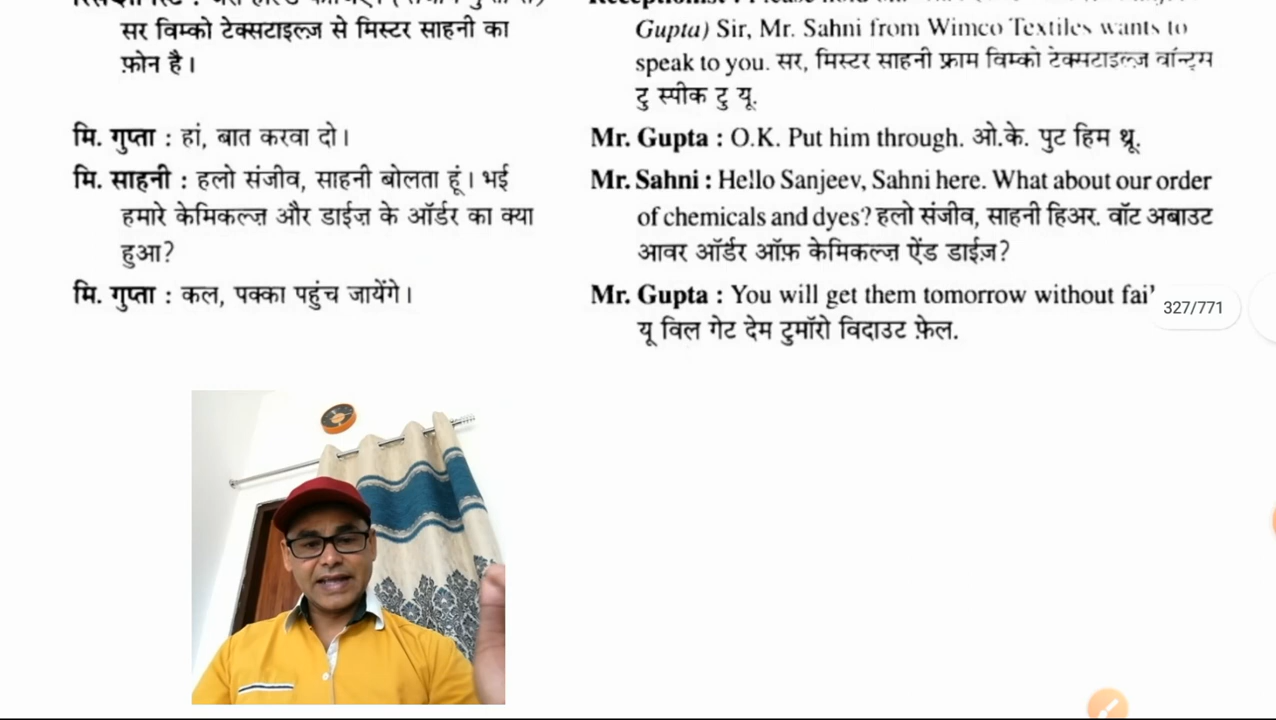 सर विम्को टेक्सटाइल्ज़ से मिस्टर साहनी का
फ़ोन है।
मि. गुप्ता : हां, बात करवा दो।
मि. साहनी : हलो संजीव, साहनी बोलता हूं। भई
हमारे केमिकल्ज़ और डाईज़ के ऑर्डर का क्या
हुआ?
मि. गुप्ता : कल, पक्का पहुंच जायेंगे।
Gupta) Sir, Mr. Sahni from Wimco Textiles wants to
speak to you. सर, मिस्टर साहनी फ्राम विम्को टेक्सटाइल्ज़ वॉन्ट्स
टु स्पीक टु यू.
Mr. Gupta : O.K. Put him through. ओ.के. पुट हिम थ्रू.
Mr. Sahni : Hello Sanjeev, Sahni here. What about our order
of chemicals and dyes? हलो संजीव, साहनी हिअर. वॉट अबाउट
आवर ऑर्डर ऑफ़ केमिकल्ज़ ऐंड डाईज़?
Mr. Gupta : You will get them tomorrow without
यू विल गेट देम टुमॉरो विदाउट फ़ेल.
327/771